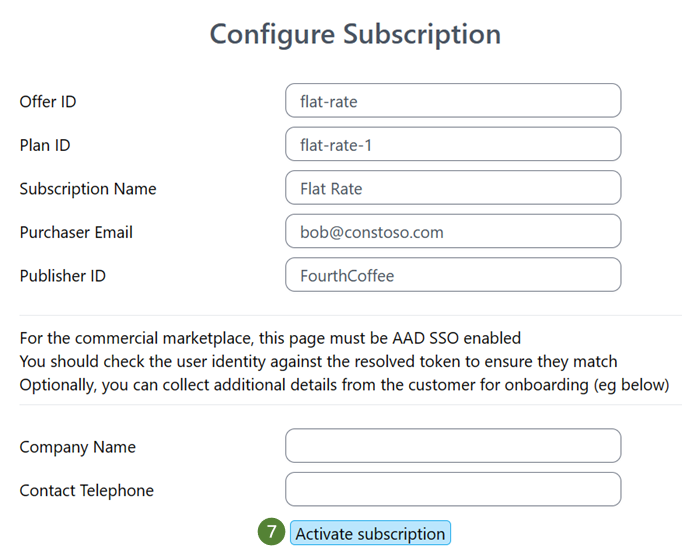 Configure Subscription
Offer ID flat-rate
Plan ID flat-rate-1
Subscription Name Flat Rate
Purchaser Email bob@constoso.com
Publisher ID FourthCoffee
For the commercial marketplace, this page must be AAD SSO enabled
You should check the user identity against the resolved token to ensure they match
Optionally, you can collect additional details from the customer for onboarding (eg below)
Company Name
Contact Telephone
7 Activate subscription